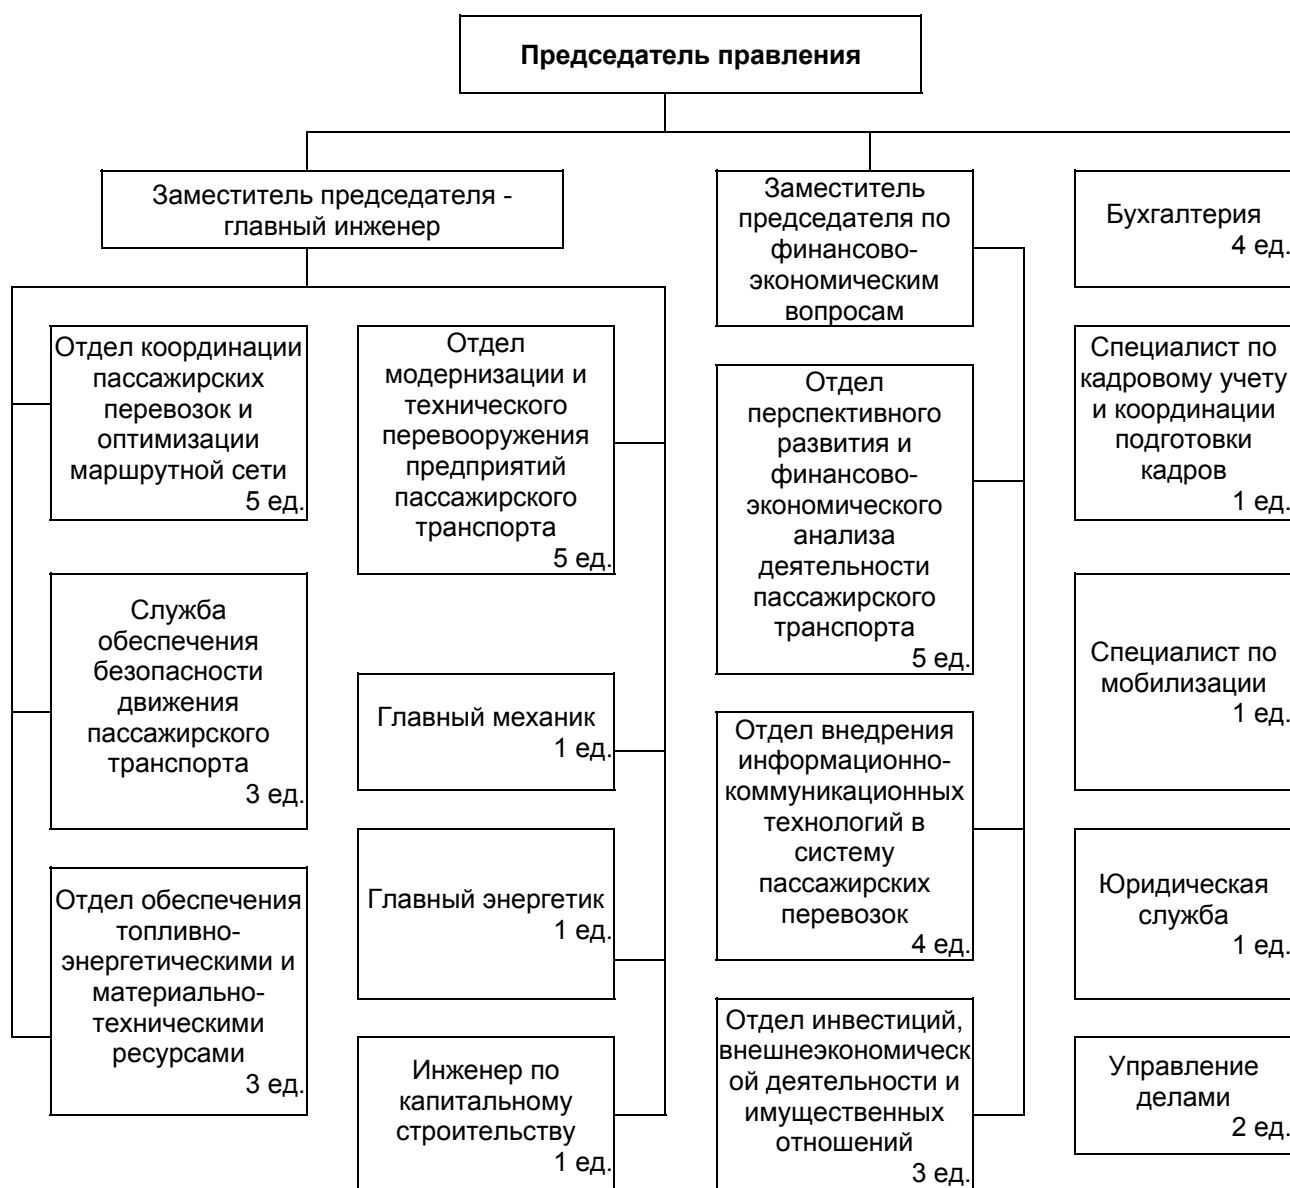 Председатель правления
Заместитель председателя -
главный инженер
Заместитель
председателя по
финансово-
экономическим
вопросам
Бухгалтерия
4 ед.
Отдел координации
пассажирских
перевозок и
оптимизации
маршрутной сети
5 ед.
Отдел
модернизации и
технического
перевооружения
предприятий
пассажирского
транспорта
5 ед.
Отдел
перспективного
развития и
финансово-
экономического
анализа
деятельности
пассажирского
транспорта
5 ед.
Специалист по
кадровому учету
и координации
подготовки
кадров
1 ед.
Служба
обеспечения
безопасности
движения
пассажирского
транспорта
3 ед.
Главный механик
1 ед.
Отдел внедрения
информационно-
коммуникационных
технологий в
систему
пассажирских
перевозок
4 ед.
Специалист по
мобилизации
1 ед.
Отдел обеспечения
топливно-
энергетическими и
материально-
техническими
ресурсами
3 ед.
Главный энергетик
1 ед.
Юридическая
служба
1 ед.
Инженер по
капитальному
строительству
1 ед.
Отдел инвестиций,
внешнеэкономическ
ой деятельности и
имущественных
отношений
3 ед.
Управление
делами
2 ед.